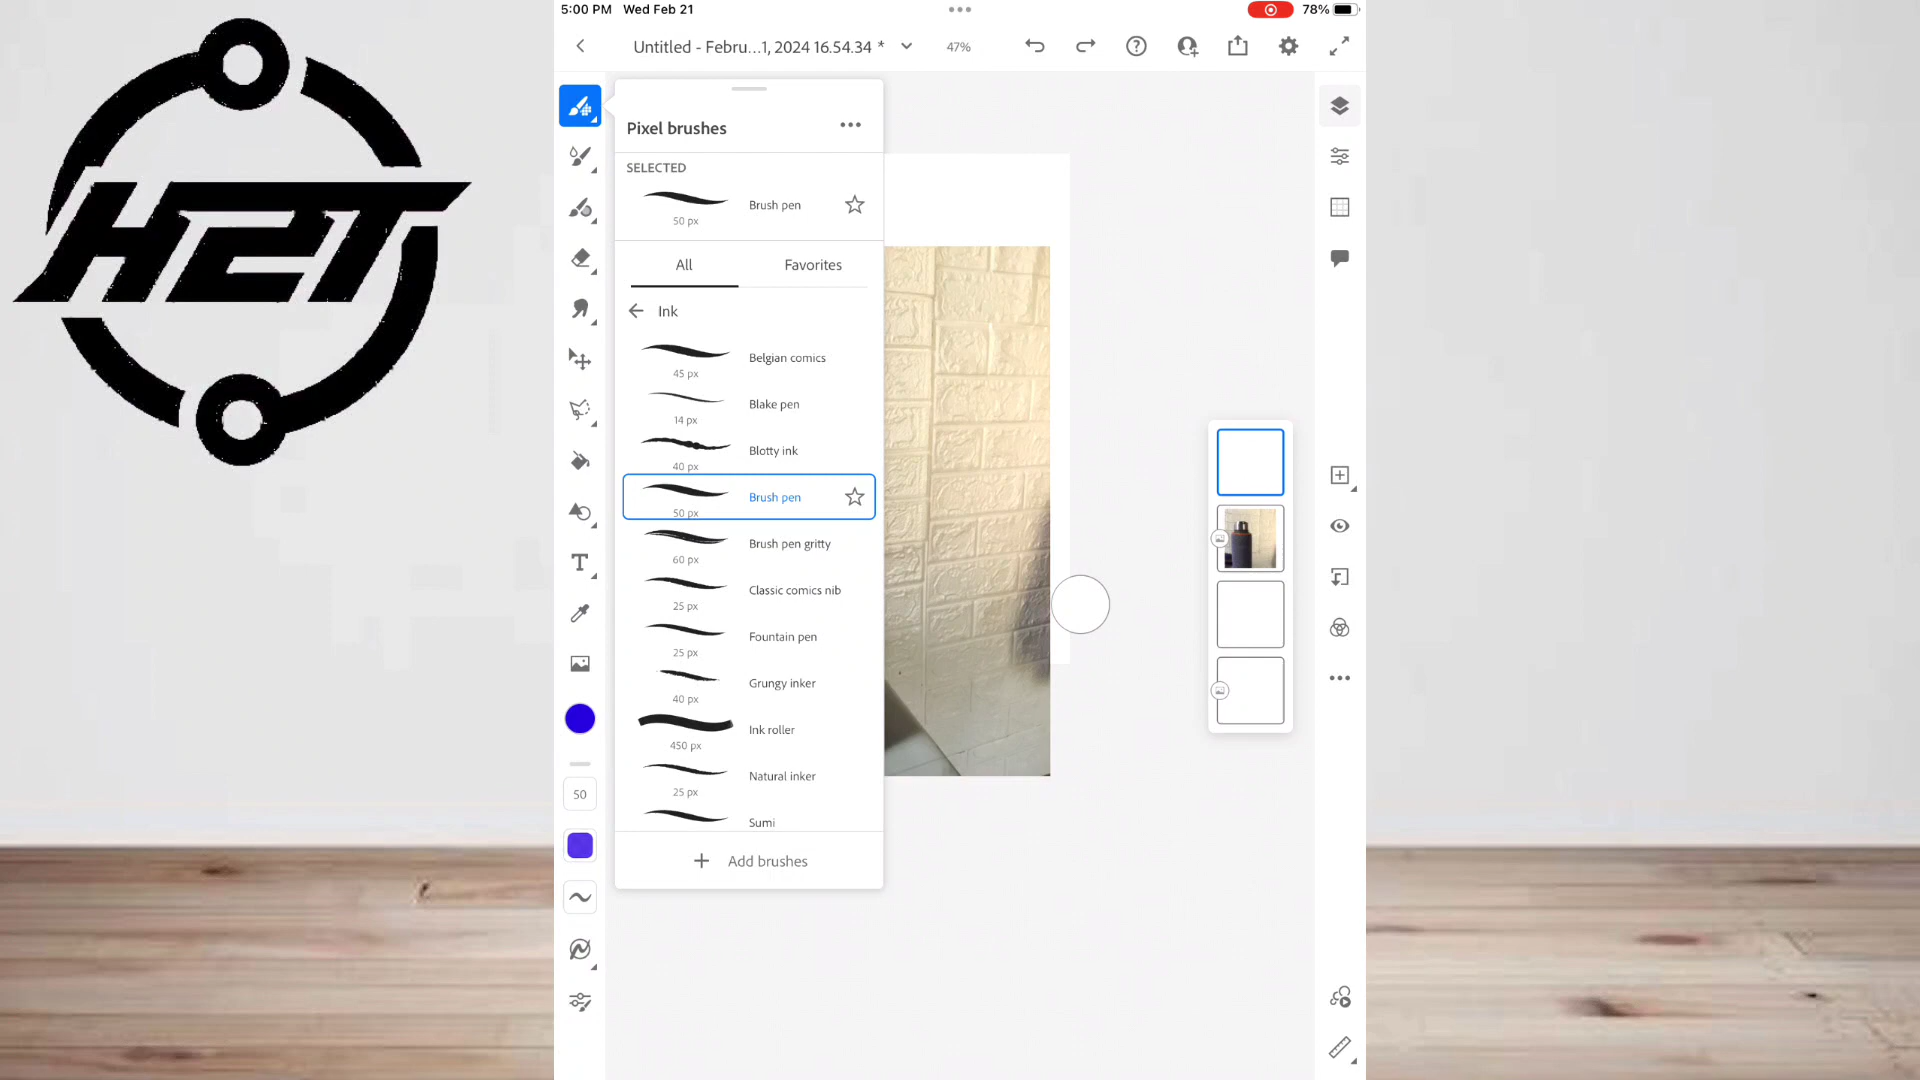 H2T
5:00 PM Wed Feb 21
78%
Untitled - Febru...1, 2024 16.54.34 *
47%
Pixel brushes
SELECTED
Brush pen
50 px
All
Favorites
Ink
Belgian comics
45 px
Blake pen
14 px
Blotty ink
40 px
Brush pen
50 px
Brush pen gritty
60 px
Classic comics nib
25 px
Fountain pen
25 px
Grungy inker
40 px
Ink roller
450 px
Natural inker
25 px
Sumi
Add brushes
T
50